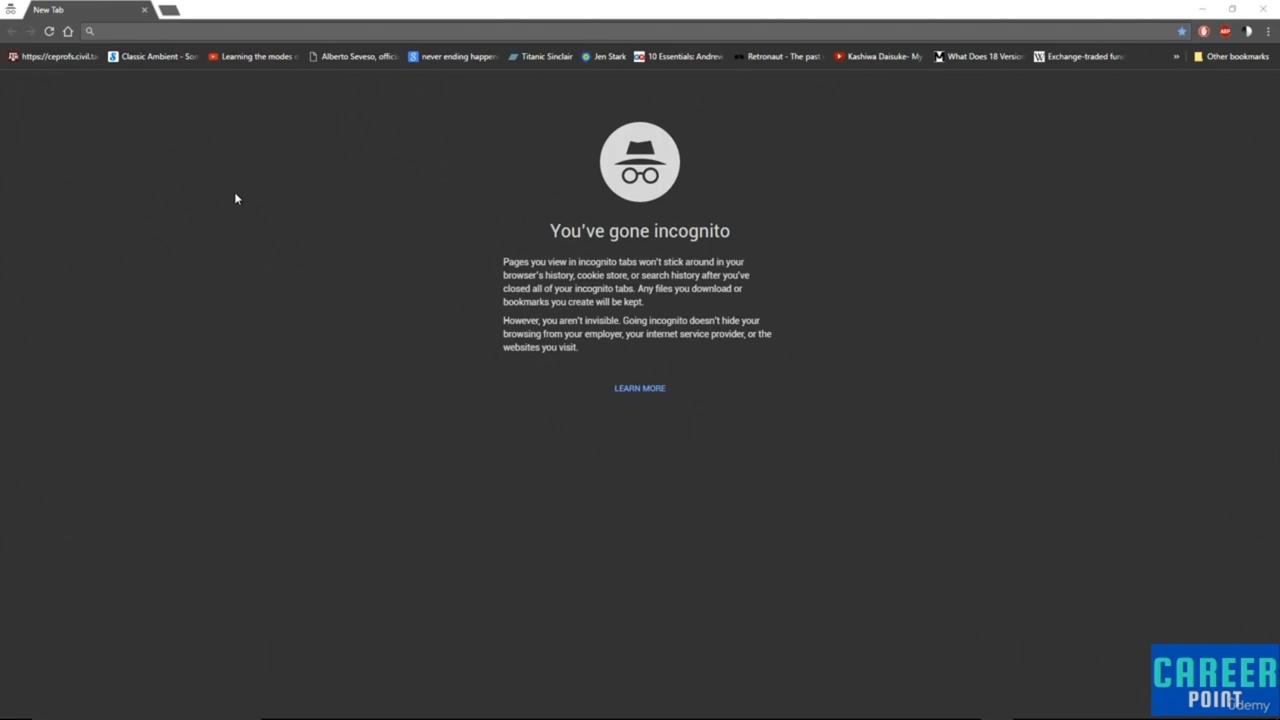 New Tab
https://ceprofs.civil.ta
Classic Ambient - So
Learning the modes o
Alberto Seveso, offici
never ending happen
Titanic Sinclair
Jen Stark
10 Essentials: Andrew
Retronaut - The past
Kashiwa Daisuke- My
What Does 18 Versio
Exchange-traded fun
»
Other bookmarks
ABP
You've gone incognito
Pages you view in incognito tabs won't stick around in your
browser's history, cookie store, or search history after you've
closed all of your incognito tabs. Any files you download or
bookmarks you create will be kept.
However, you aren't invisible. Going incognito doesn't hide your
browsing from your employer, your internet service provider, or the
websites you visit.
LEARN MORE
CAREER
POINT
Udemy